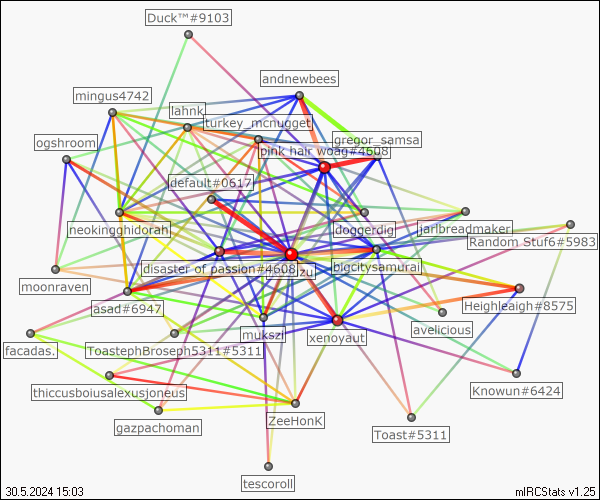 Duck™#9103
andnewbees
mingus4742
lahnk
turkey_mcnugget
ogshroom
gregor_samsa
pink hair woag#4608
default#0617
neokingghidorah
doggerdig
jarlbreadmaker
Random Stuf6#5983
moonraven
disaster of passion#4608
zu
bigcitysamurai
asad#6947
Heighleaigh#8575
mukszi
avelicious
xenoyaut
facadas.
ToastephBroseph5311#5311
thiccusboiusalexusjoneus
Knowun#6424
gazpachoman
ZeeHonK
Toast#5311
tescoroll
30.5.2024 15:03
mIRCStats v1.25